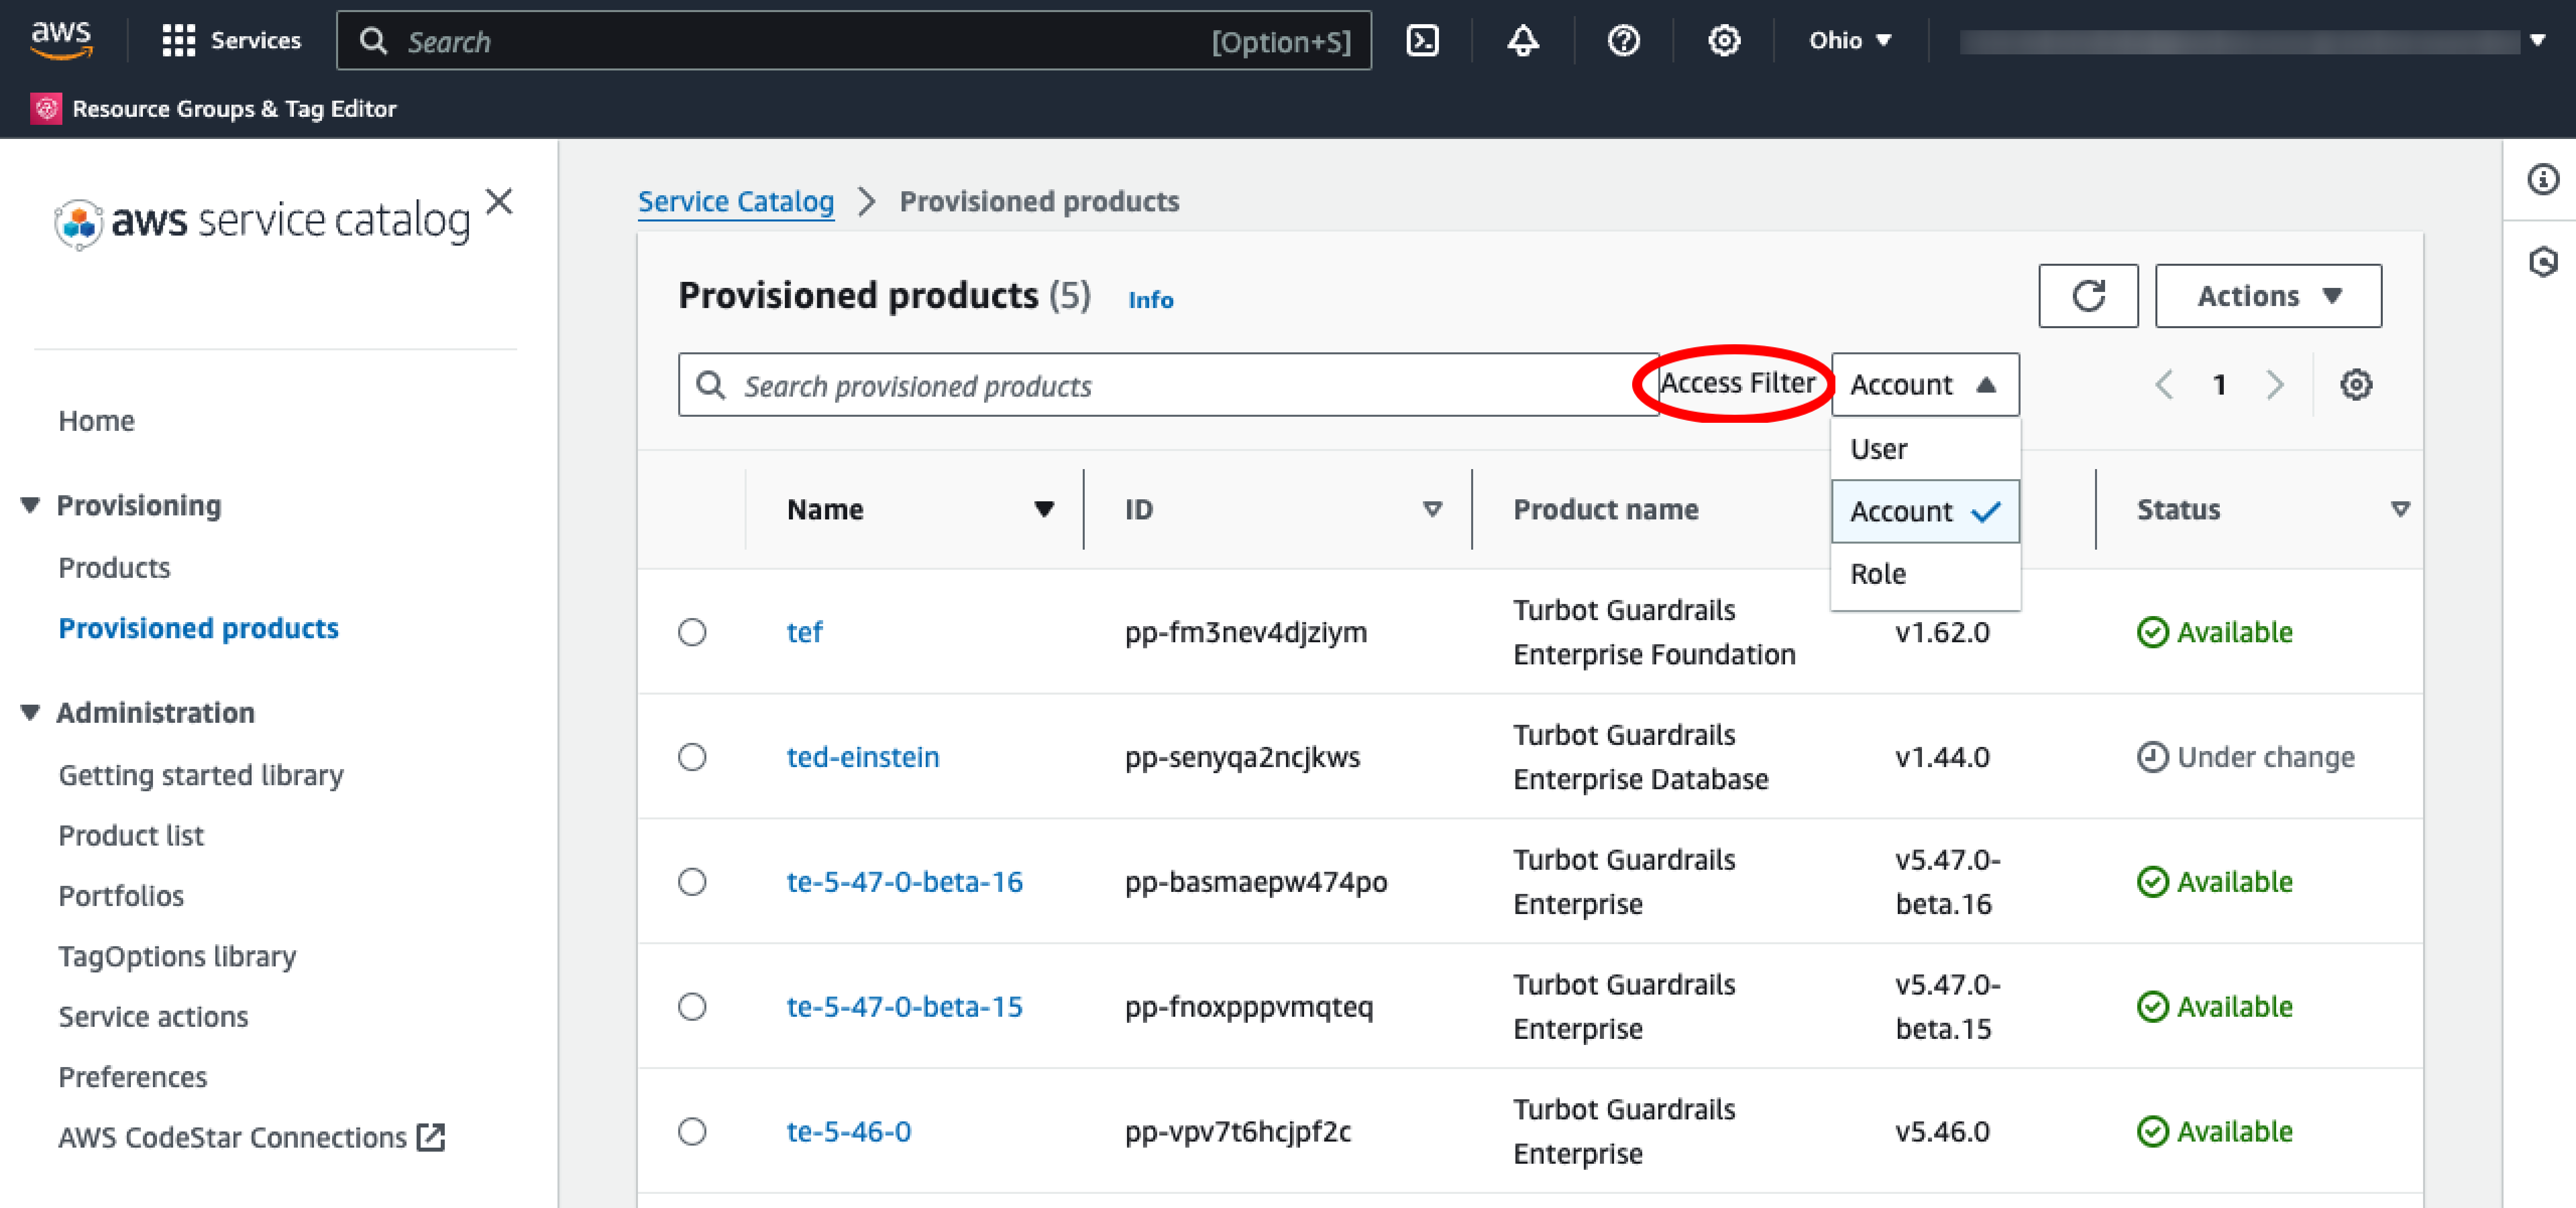 aws
Services
Search
[Option+S]
Ohio
Resource Groups & Tag Editor
aws service catalog
Home
Provisioning
Products
Provisioned products
Administration
Getting started library
Product list
Portfolios
TagOptions library
Service actions
Preferences
AWS CodeStar Connections
Service Catalog > Provisioned products
Provisioned products (5) Info
Actions
Search provisioned products
Access Filter
Account
1
User
Account
Role
Name ID Product name Status
tef pp-fm3nev4djziym Turbot Guardrails v1.62.0 Available
Enterprise Foundation
ted-einstein pp-senyqa2ncjkws Turbot Guardrails v1.44.0 Under change
Enterprise Database
te-5-47-0-beta-16 pp-basmaepw474po Turbot Guardrails v5.47.0- Available
Enterprise beta.16
te-5-47-0-beta-15 pp-fnoxpppvmqteq Turbot Guardrails v5.47.0- Available
Enterprise beta.15
te-5-46-0 pp-vpv7t6hcjpf2c Turbot Guardrails v5.46.0 Available
Enterprise